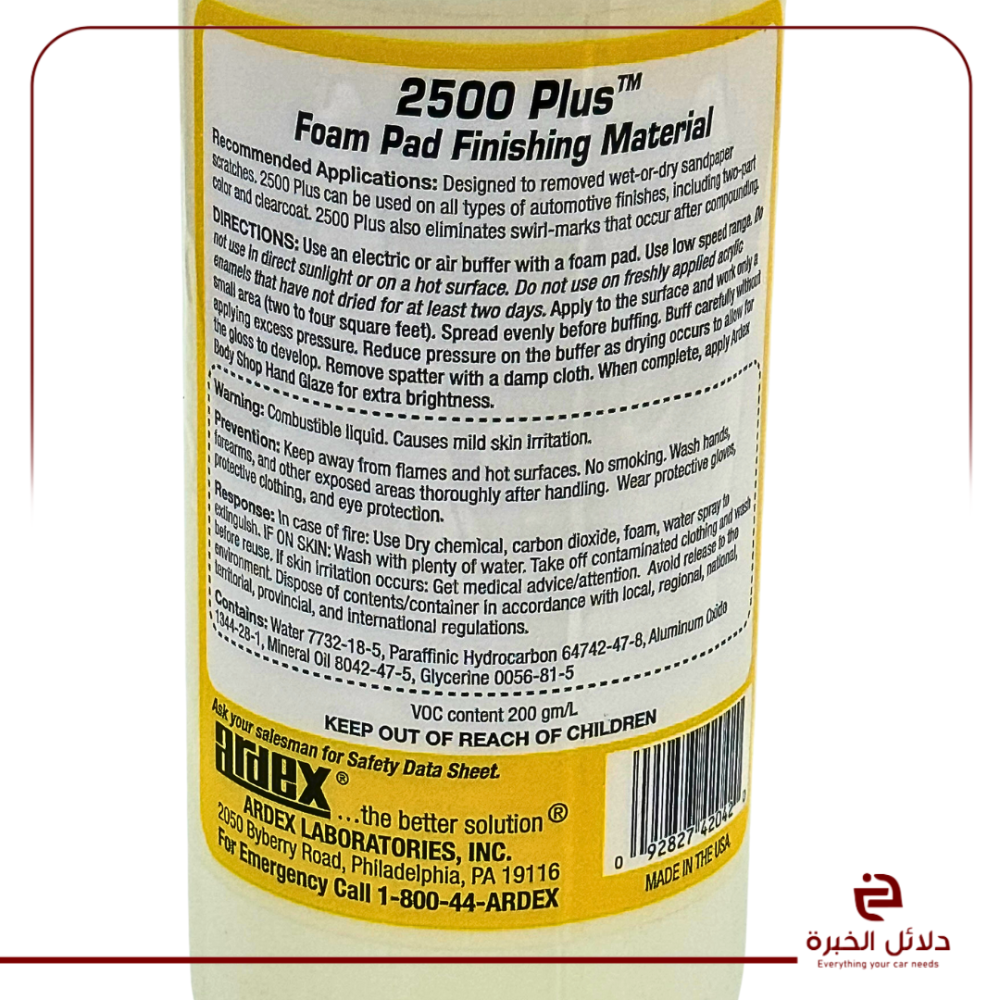 2500 Plus™
Foam Pad Finishing Material
Recommended Applications: Designed to removed wet-or-dry sandpaper
scratches. 2500 Plus can be used on all types of automotive finishes, including two-part
color and clearcoat. 2500 Plus also eliminates swirl-marks that occur after compounding.
DIRECTIONS: Use an electric or air buffer with a foam pad. Use low speed range. Do
not use in direct sunlight or on a hot surface. Do not use on freshly applied acrylic
enamels that have not dried for at least two days. Apply to the surface and work only a
small area (two to four square feet). Spread evenly before buffing. Buff carefully without
applying excess pressure. Reduce pressure on the buffer as drying occurs to allow for
the gloss to develop. Remove spatter with a damp cloth. When complete, apply Ardex
Body Shop Hand Glaze for extra brightness.
Warning: Combustible liquid. Causes mild skin irritation.
Prevention: Keep away from flames and hot surfaces. No smoking. Wash hands,
forearms, and other exposed areas thoroughly after handling. Wear protective gloves,
protective clothing, and eye protection.
Response: In case of fire: Use Dry chemical, carbon dioxide, foam, water spray to
extinguish. IF ON SKIN: Wash with plenty of water. Take off contaminated clothing and wash
before reuse. If skin irritation occurs: Get medical advice/attention. Avoid release to the
environment. Dispose of contents/container in accordance with local, regional, national,
territorial, provincial, and international regulations.
Contains: Water 7732-18-5, Paraffinic Hydrocarbon 64742-47-8, Aluminum Oxide
1344-28-1, Mineral Oil 8042-47-5, Glycerine 0056-81-5
VOC content 200 gm/L
KEEP OUT OF REACH OF CHILDREN
Ask your salesman for Safety Data Sheet.
ardex®
...the better solution®
ARDEX LABORATORIES, INC.
2050 Byberry Road, Philadelphia, PA 19116
For Emergency Call 1-800-44-ARDEX
0 92827 42042 0
MADE IN THE USA
دلائل الخبرة
Everything your car needs